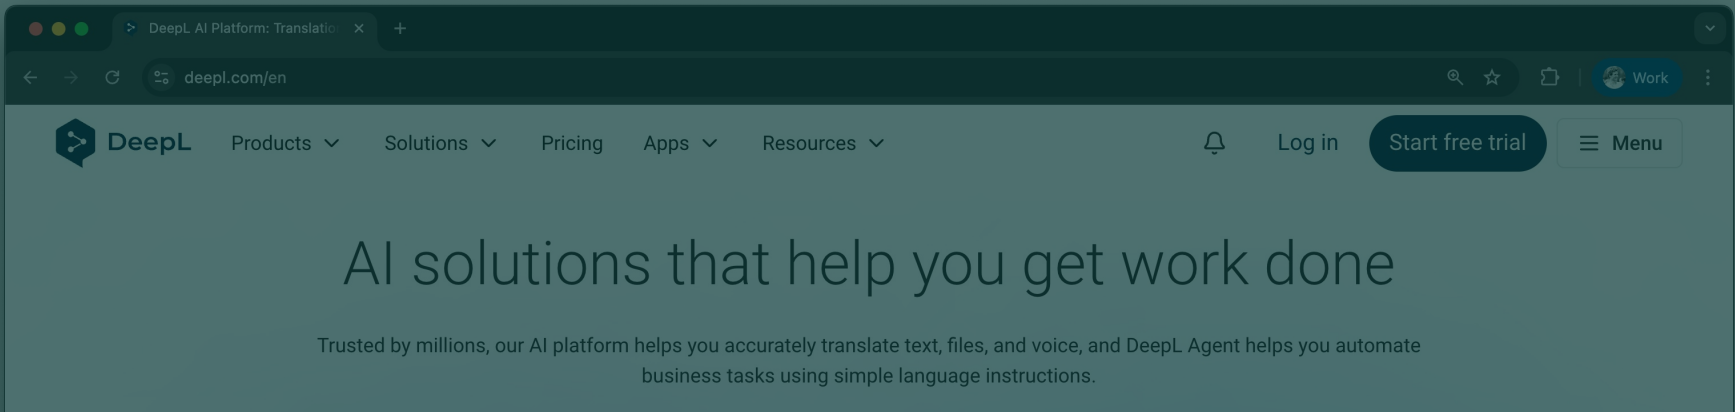 DeepL AI Platform: Translatio
deepl.com/en
Work
DeepL
Products
Solutions
Pricing
Apps
Resources
Log in
Start free trial
Menu
AI solutions that help you get work done
Trusted by millions, our AI platform helps you accurately translate text, files, and voice, and DeepL Agent helps you automate
business tasks using simple language instructions.